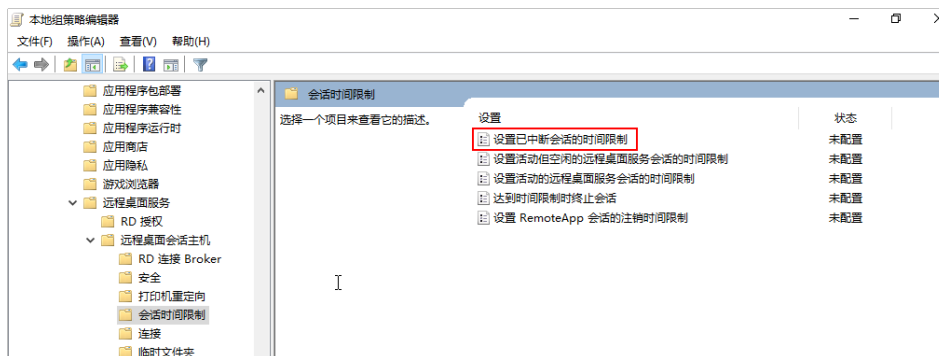 本地组策略编辑器
文件(F) 操作(A) 查看(V) 帮助(H)
应用程序包部署
应用程序兼容性
应用程序运行时
应用商店
应用隐私
游戏浏览器
远程桌面服务
RD 授权
远程桌面会话主机
RD 连接 Broker
安全
打印机重定向
会话时间限制
连接
临时文件夹
会话时间限制
选择一个项目来查看它的描述。
设置 状态
设置已中断会话的时间限制 未配置
设置活动但空闲的远程桌面服务会话的时间限制 未配置
设置活动的远程桌面服务会话的时间限制 未配置
达到时间限制时终止会话 未配置
设置 RemoteApp 会话的注销时间限制 未配置